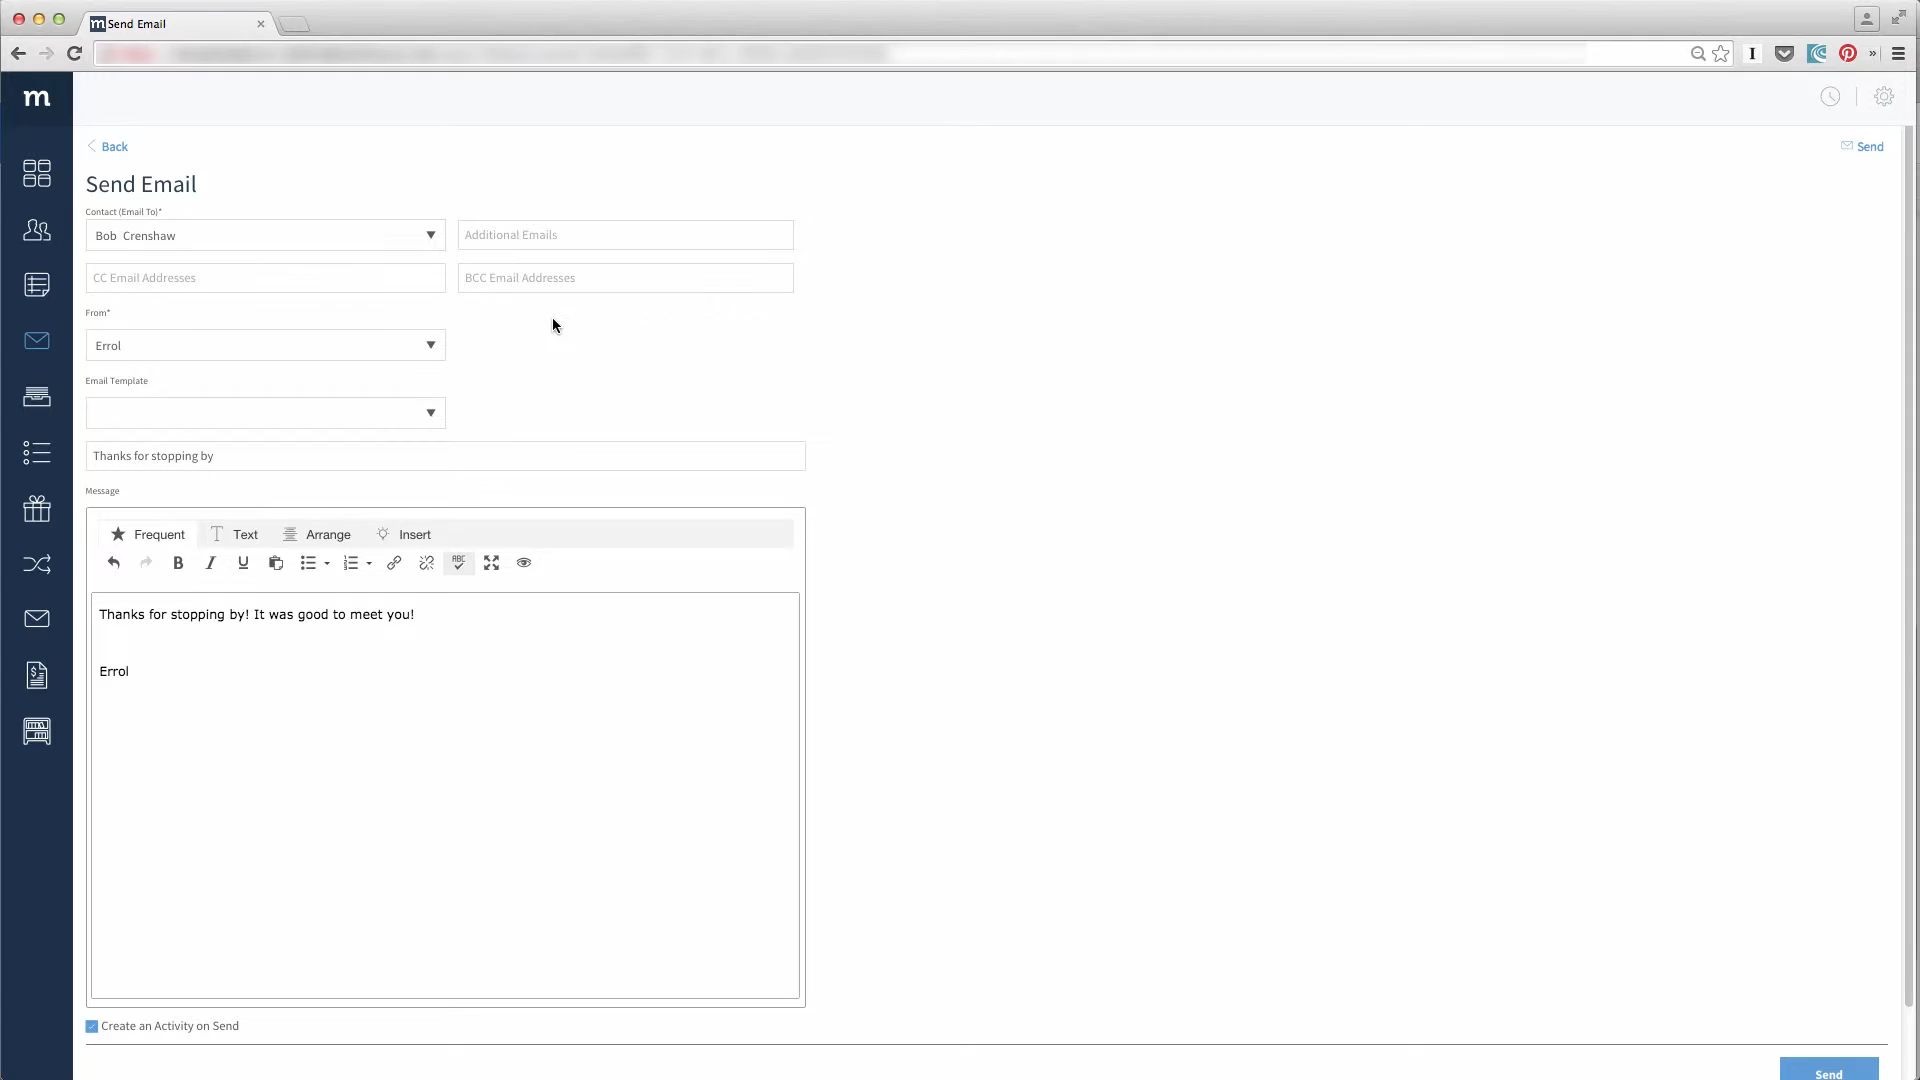 m Send Email
m
Back
Send
Send Email
Contact (Email To)*
Bob Crenshaw
Additional Emails
CC Email Addresses
BCC Email Addresses
From*
Errol
Email Template
Thanks for stopping by
Message
Frequent Text Arrange Insert
B I U ABC
Thanks for stopping by! It was good to meet you!
Errol
Create an Activity on Send
Send